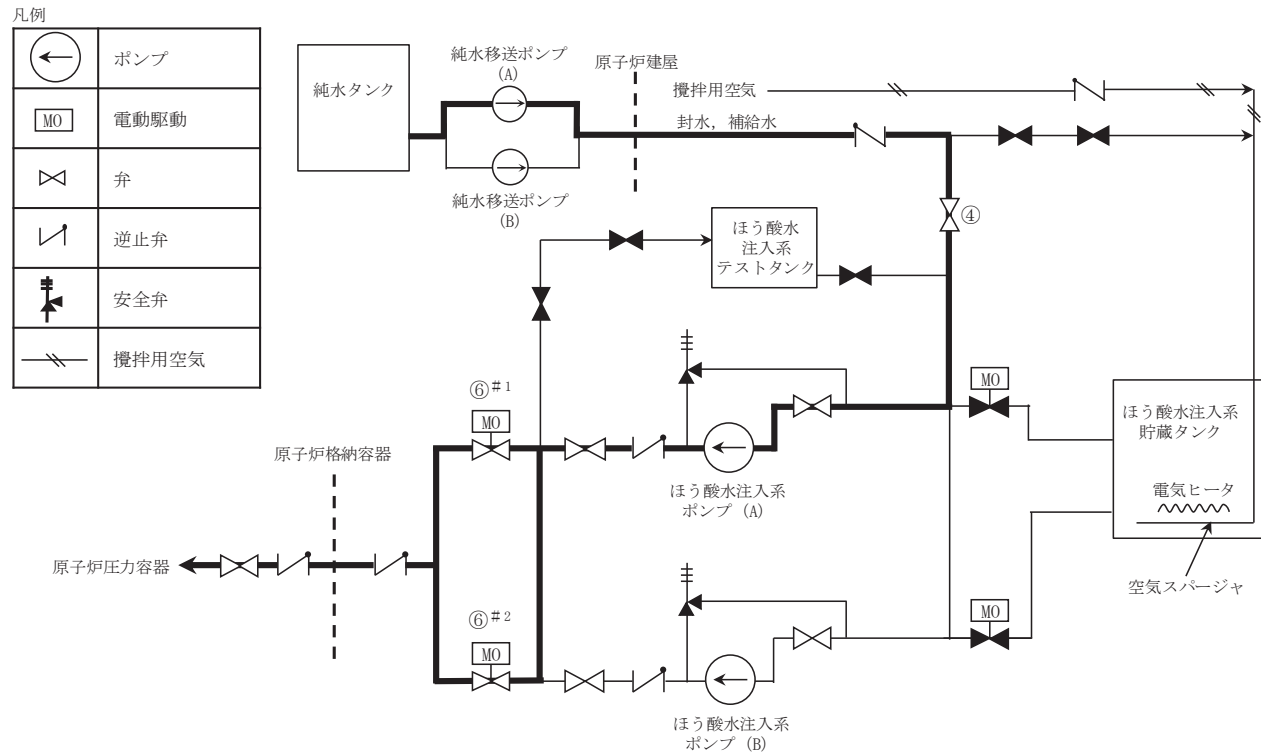 凡例
ポンプ
MO
電動駆動
弁
逆止弁
安全弁
攪拌用空気
純水タンク
純水移送ポンプ
(A)
純水移送ポンプ
(B)
原子炉建屋
攪拌用空気
封水，補給水
④
ほう酸水
注入系
テストタンク
⑥#1
MO
MO
ほう酸水注入系
貯蔵タンク
電気ヒータ
空気スパージャ
ほう酸水注入系
ポンプ (A)
原子炉格納容器
原子炉圧力容器
⑥#2
MO
MO
ほう酸水注入系
ポンプ (B)